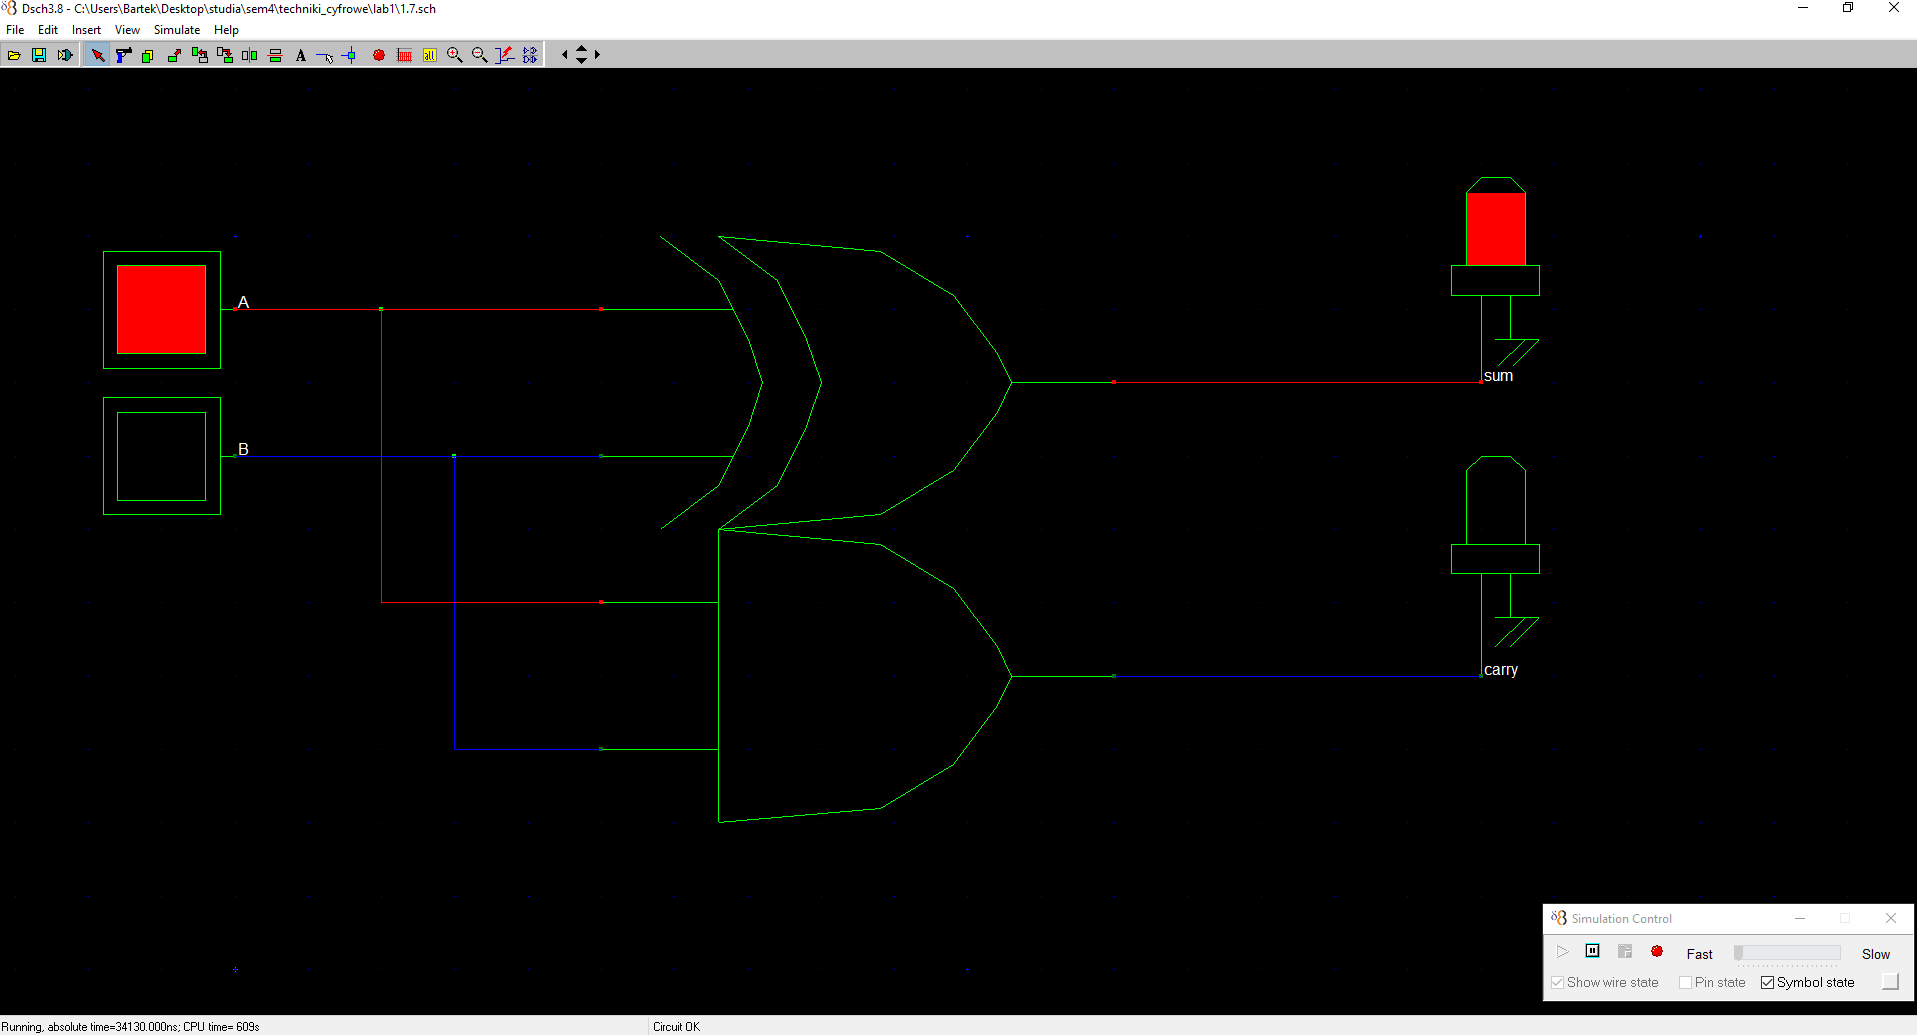 Dsch3.8 - C:\Users\Bartek\Desktop\studia\sem4\techniki_cyfrowe\lab1\1.7.sch
File Edit Insert View Simulate Help
A all
A
B
sum
carry
Simulation Control
Fast Slow
Show wire state Pin state Symbol state
Running, absolute time=34130.000ns; CPU time= 609s Circuit OK